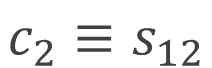 c₂ ≡ s₁₂